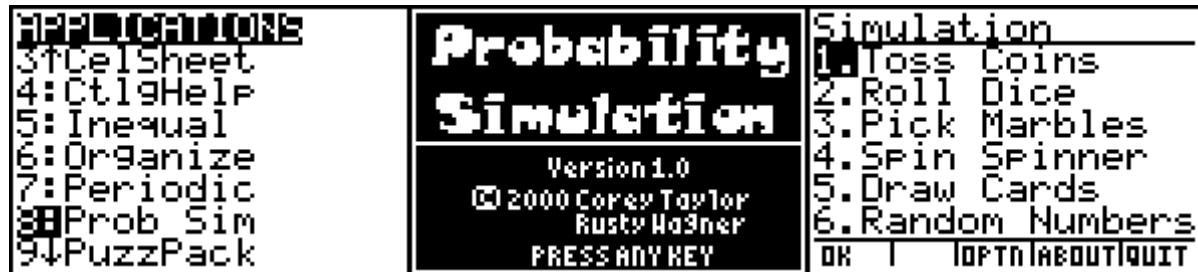 APPLICATIONS
3↑CelSheet
4:CtlgHelp
5:Inequal
6:Organize
7:Periodic
8:Prob Sim
9↓PuzzPack
Probability
Simulation
Version 1.0
© 2000 Corey Taylor
Rusty Wagner
PRESS ANY KEY
Simulation
1.Toss Coins
2.Roll Dice
3.Pick Marbles
4.Spin Spinner
5.Draw Cards
6.Random Numbers
OK | |OPTN|ABOUT|QUIT